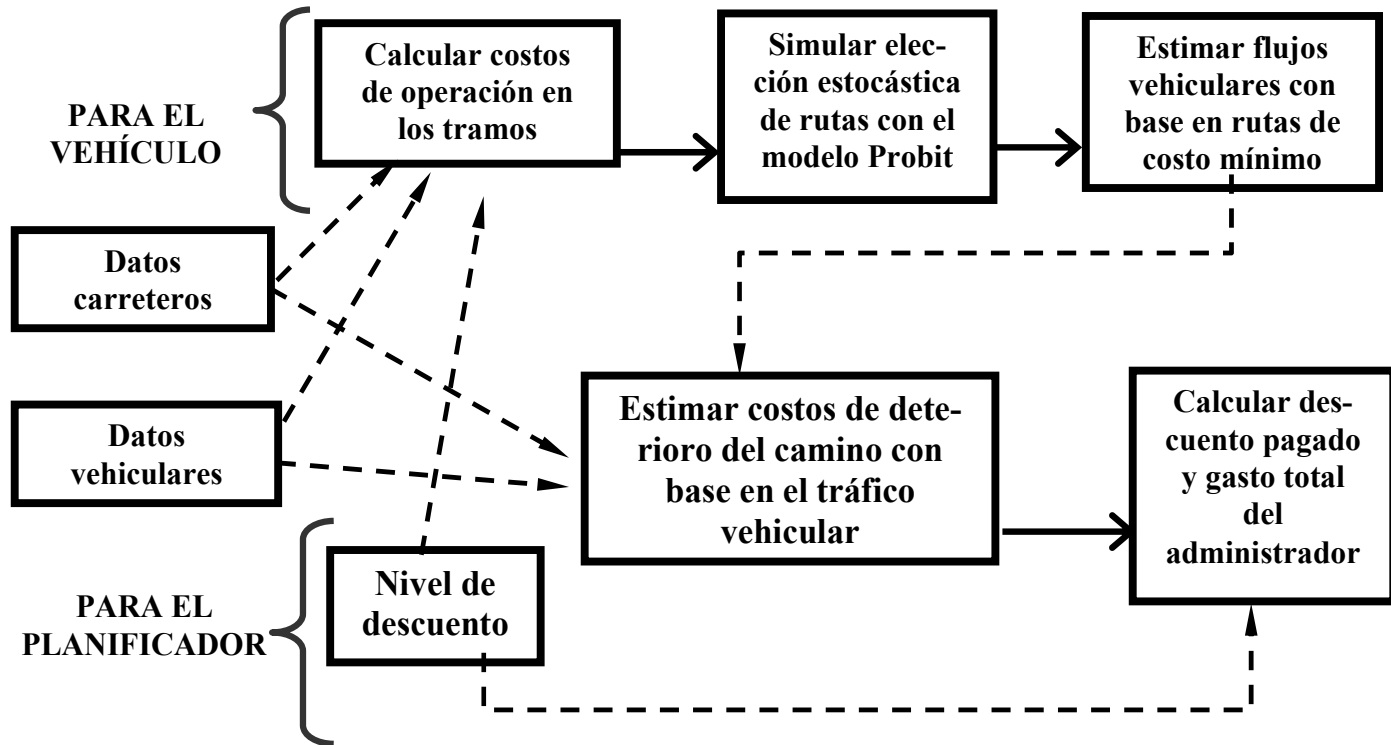 Calcular costos
de operación en
los tramos
Simular elec-
ción estocástica
de rutas con el
modelo Probit
Estimar flujos
vehiculares con
base en rutas de
costo mínimo
PARA EL
VEHÍCULO
Datos
carreteros
Datos
vehiculares
Estimar costos de dete-
rioro del camino con
base en el tráfico
vehicular
Calcular des-
cuento pagado
y gasto total
del
administrador
PARA EL
PLANIFICADOR
Nivel de
descuento